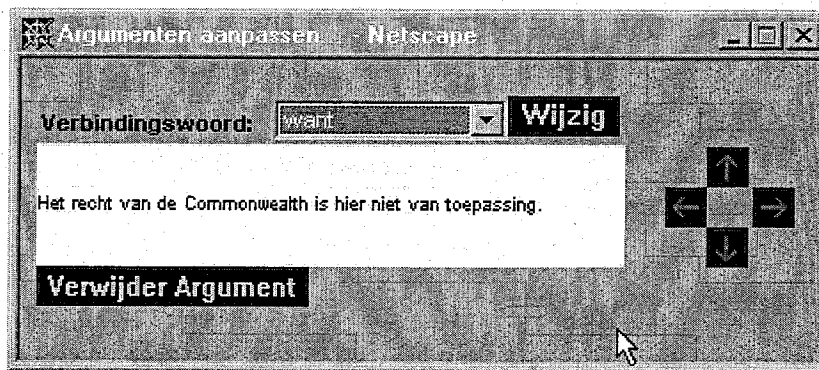 Argumenten aanpassen... - Netscape
Verbindingswoord: want Wijzig
Het recht van de Commonwealth is hier niet van toepassing.
Verwijder Argument